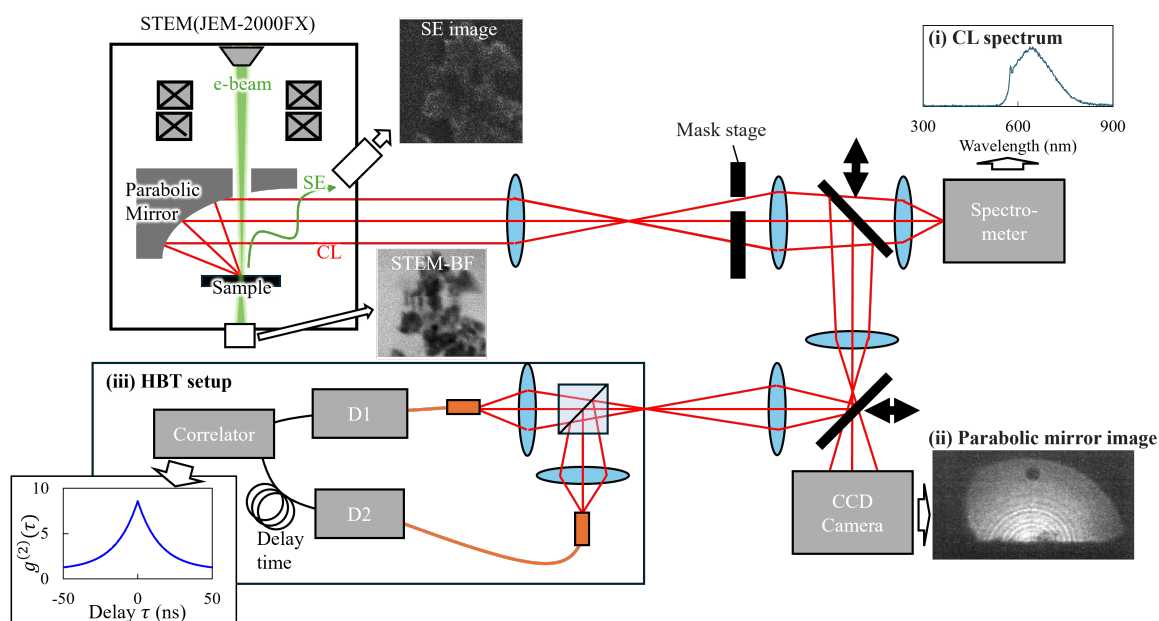 STEM(JEM-2000FX)
SE image
e-beam
SE
Parabolic
Mirror
CL
Sample
STEM-BF
Mask stage
(i) CL spectrum
300
600
900
Wavelength (nm)
Spectro-
meter
(ii) Parabolic mirror image
CCD
Camera
(iii) HBT setup
D1
Correlator
D2
Delay
time
10
5
0
g(2)(τ)
-50
0
50
Delay τ (ns)